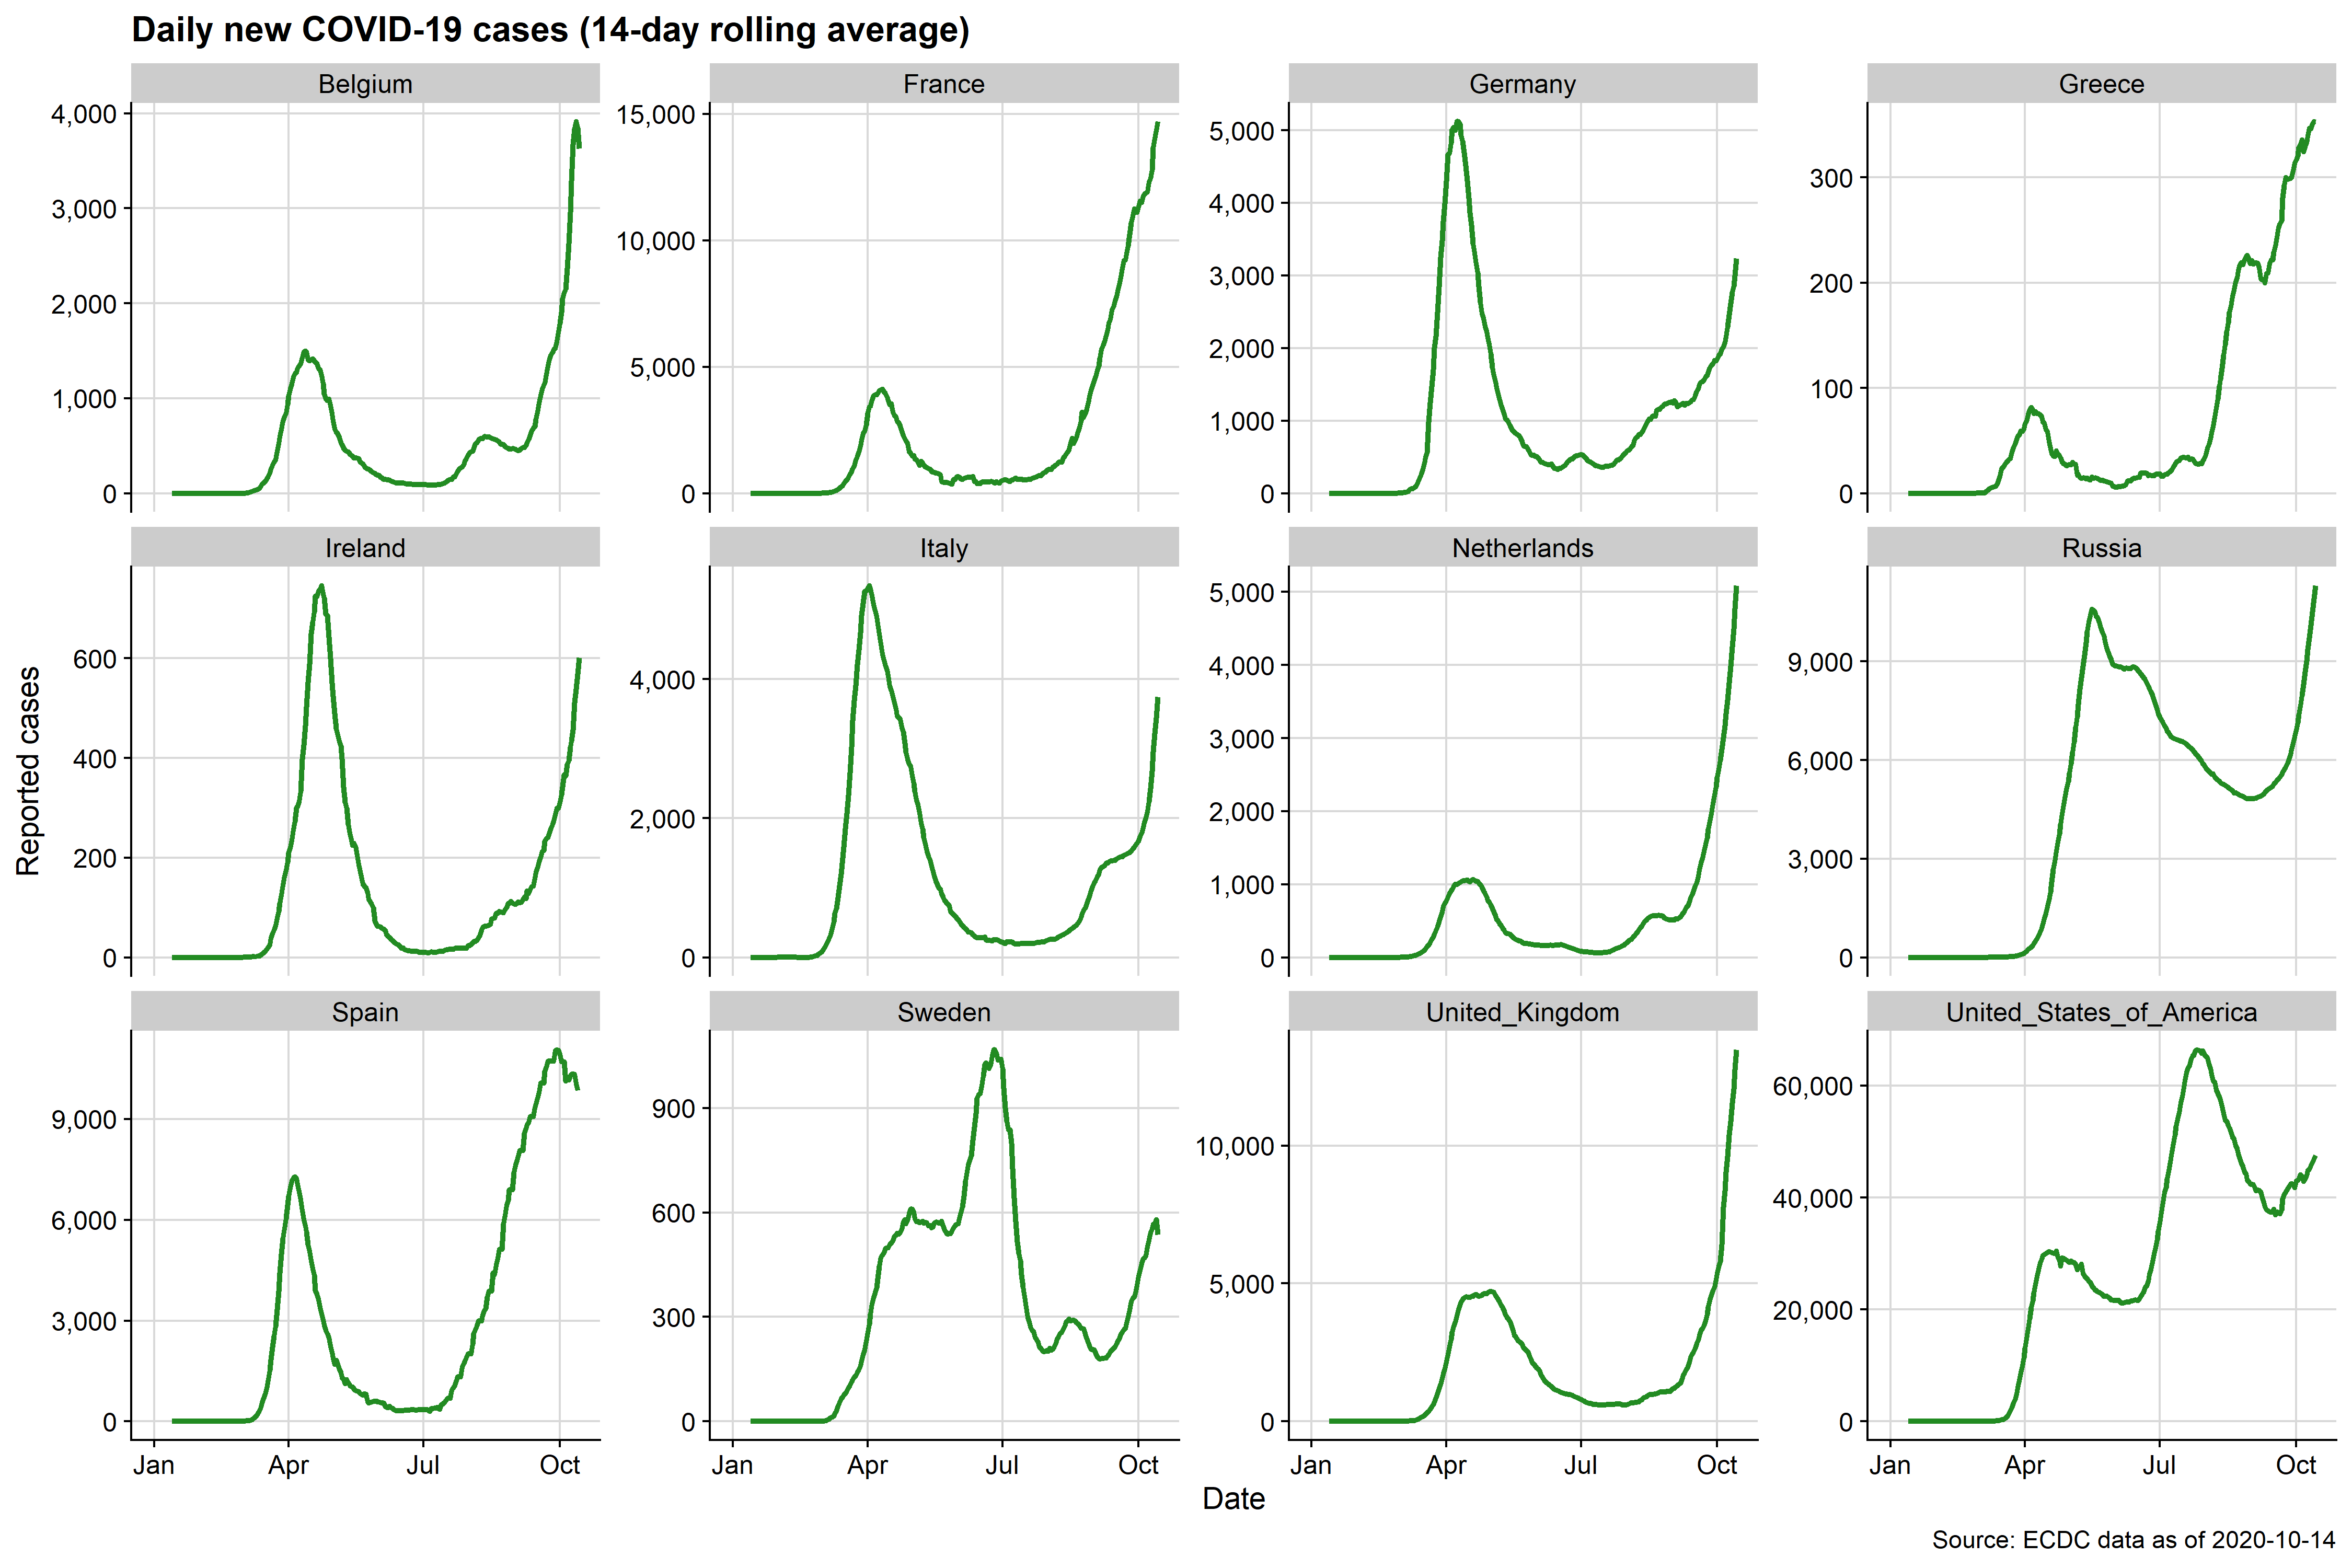 Daily new COVID-19 cases (14-day rolling average)
Belgium
France
Germany
Greece
4,000
3,000
2,000
1,000
0
15,000
10,000
5,000
0
5,000
4,000
3,000
2,000
1,000
0
300
200
100
0
Ireland
Italy
Netherlands
Russia
600
400
200
0
4,000
2,000
0
5,000
4,000
3,000
2,000
1,000
0
9,000
6,000
3,000
0
Reported cases
Spain
Sweden
United_Kingdom
United_States_of_America
9,000
6,000
3,000
0
900
600
300
0
10,000
5,000
0
60,000
40,000
20,000
0
Jan Apr Jul Oct
Jan Apr Jul Oct
Jan Apr Jul Oct
Jan Apr Jul Oct
Date
Source: ECDC data as of 2020-10-14